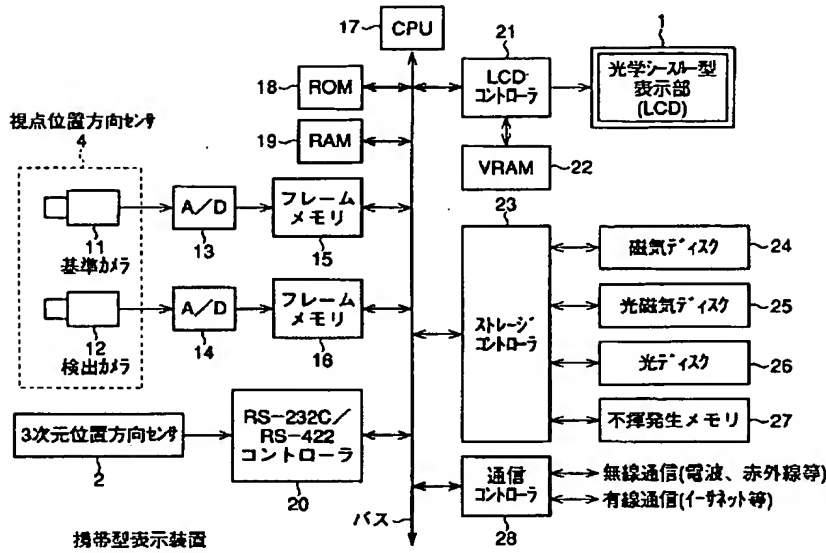 17
CPU
21
1
LCD
コントローラ
光学シースルー型
表示部
(LCD)
18
ROM
19
RAM
VRAM
22
視点位置方向センサ
4
11
基準カメラ
A／D
13
フレーム
メモリ
15
12
検出カメラ
A／D
14
フレーム
メモリ
16
23
ストレージ
コントローラ
磁気ディスク
24
光磁気ディスク
25
光ディスク
26
不揮発生メモリ
27
3次元位置方向センサ
2
RS-232C／
RS-422
コントローラ
20
通信
コントローラ
28
無線通信(電波、赤外線等)
有線通信(イーサネット等)
バス
携帯型表示装置